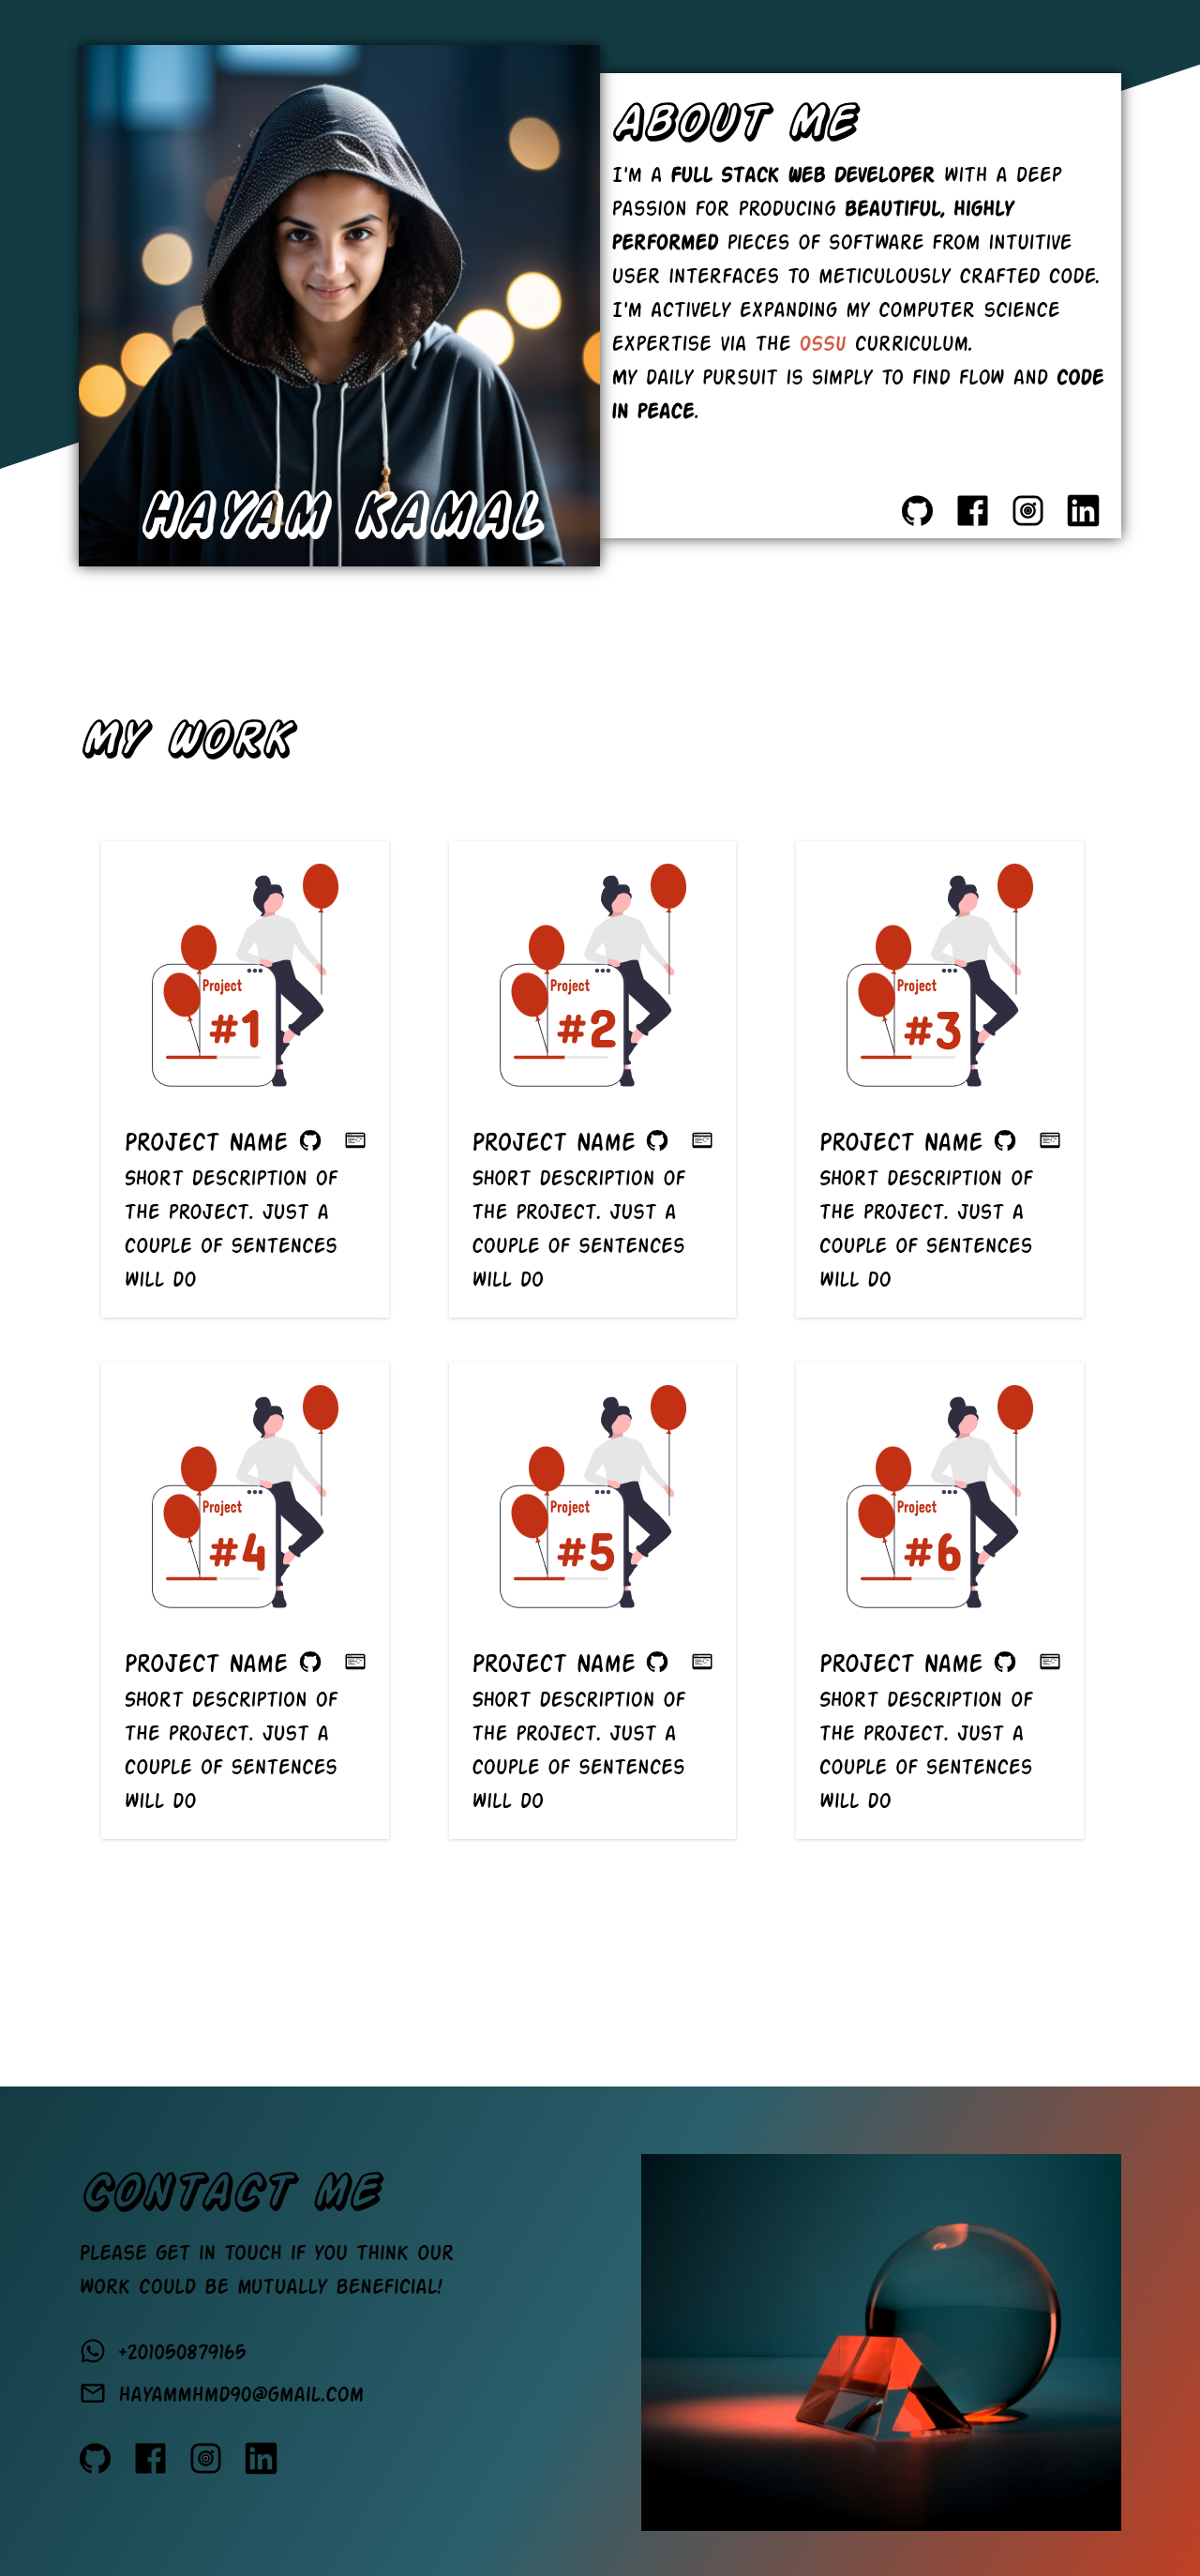 HAYAM KAMAL
ABOUT ME
I'M A FULL STACK WEB DEVELOPER WITH A DEEP
PASSION FOR PRODUCING BEAUTIFUL, HIGHLY
PERFORMED PIECES OF SOFTWARE FROM INTUITIVE
USER INTERFACES TO METICULOUSLY CRAFTED CODE.
I'M ACTIVELY EXPANDING MY COMPUTER SCIENCE
EXPERTISE VIA THE OSSU CURRICULUM.
MY DAILY PURSUIT IS SIMPLY TO FIND FLOW AND CODE
IN PEACE.
MY WORK
Project
#1
PROJECT NAME
SHORT DESCRIPTION OF
THE PROJECT. JUST A
COUPLE OF SENTENCES
WILL DO
Project
#2
PROJECT NAME
SHORT DESCRIPTION OF
THE PROJECT. JUST A
COUPLE OF SENTENCES
WILL DO
Project
#3
PROJECT NAME
SHORT DESCRIPTION OF
THE PROJECT. JUST A
COUPLE OF SENTENCES
WILL DO
Project
#4
PROJECT NAME
SHORT DESCRIPTION OF
THE PROJECT. JUST A
COUPLE OF SENTENCES
WILL DO
Project
#5
PROJECT NAME
SHORT DESCRIPTION OF
THE PROJECT. JUST A
COUPLE OF SENTENCES
WILL DO
Project
#6
PROJECT NAME
SHORT DESCRIPTION OF
THE PROJECT. JUST A
COUPLE OF SENTENCES
WILL DO
CONTACT ME
PLEASE GET IN TOUCH IF YOU THINK OUR
WORK COULD BE MUTUALLY BENEFICIAL!
+201050879165
HAYAMMHMD90@GMAIL.COM